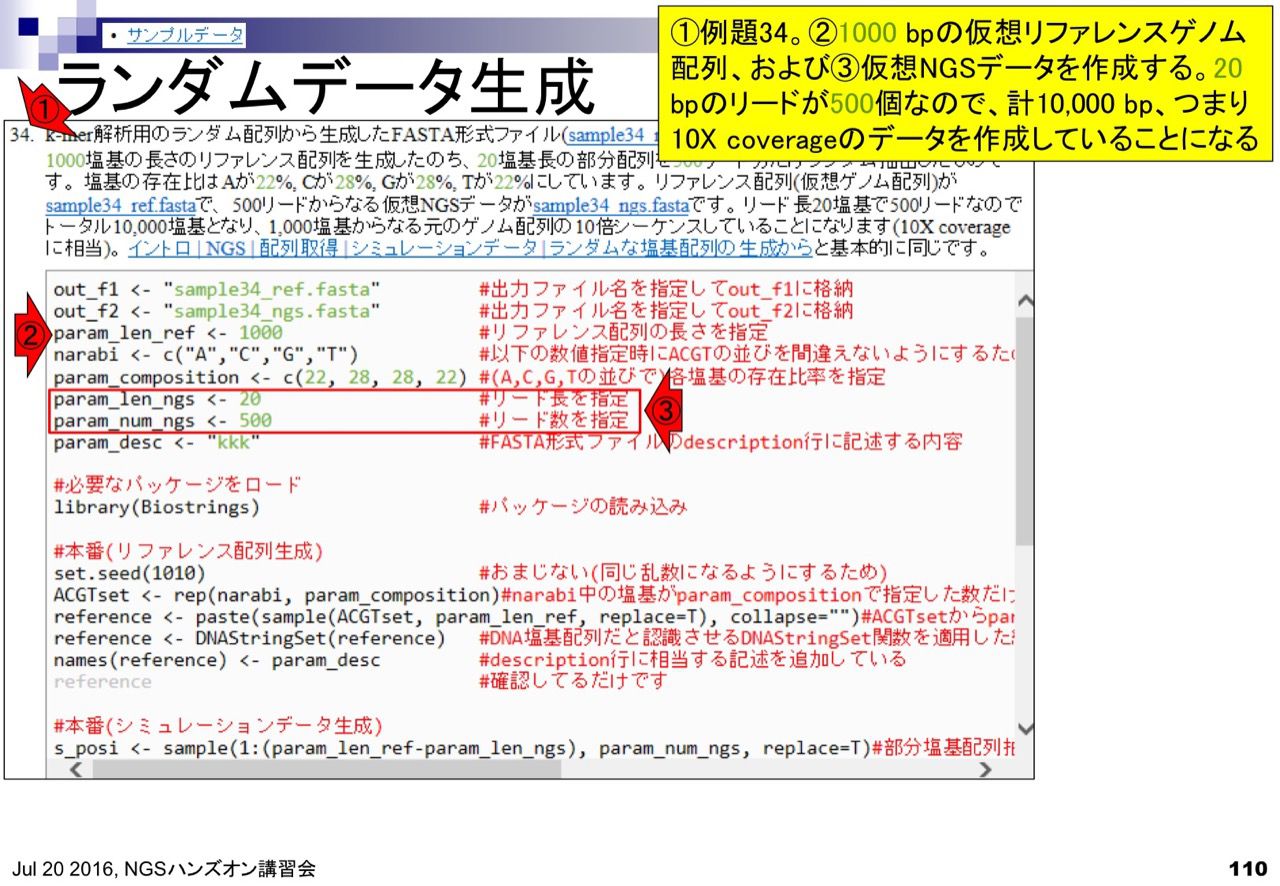 • サンプルデータ
ランダムデータ生成
①例題34。②1000 bpの仮想リファレンスゲノム
配列、および③仮想NGSデータを作成する。20
bpのリードが500個なので、計10,000 bp、つまり
10X coverageのデータを作成していることになる
①
34. k-mer解析用のランダム配列から生成したFASTA形式ファイル(sample34_r
1000塩基の長さのリファレンス配列を生成したのち、20塩基長の部分配列を
す。塩基の存在比はAが22%, Cが28%, Gが28%, Tが22%にしています。リファレンス配列(仮想ゲノム配列)が
sample34_ref.fastaで、500リードからなる仮想NGSデータがsample34_ngs.fastaです。リード長20塩基で500リードなので
トータル10,000塩基となり、1,000塩基からなる元のゲノム配列の10倍シーケンスしていることになります(10X coverage
に相当)。イントロ | NGS | 配列取得 | シミュレーションデータ | ランダムな塩基配列の生成からと基本的に同じです。
out_f1 <- "sample34_ref.fasta" #出力ファイル名を指定してout_f1に格納
out_f2 <- "sample34_ngs.fasta" #出力ファイル名を指定してout_f2に格納
② param_len_ref <- 1000 #リファレンス配列の長さを指定
narabi <- c("A","C","G","T") #以下の数値指定時にACGTの並びを間違えないようにするた
param_composition <- c(22, 28, 28, 22) #(A,C,G,Tの並びで)各塩基の存在比率を指定
param_len_ngs <- 20 #リード長を指定
③
param_num_ngs <- 500 #リード数を指定
param_desc <- "kkk" #FASTA形式ファイルのdescription行に記述する内容
#必要なパッケージをロード
library(Biostrings) #パッケージの読み込み
#本番(リファレンス配列生成)
set.seed(1010) #おまじない(同じ乱数になるようにするため)
ACGTset <- rep(narabi, param_composition)#narabi中の塩基がparam_compositionで指定した数だけ
reference <- paste(sample(ACGTset, param_len_ref, replace=T), collapse="")#ACGTsetからpar
reference <- DNAStringSet(reference) #DNA塩基配列だと認識させるDNAStringSet関数を適用した
names(reference) <- param_desc #description行に相当する記述を追加している
reference #確認してるだけです
#本番(シミュレーションデータ生成)
s_posi <- sample(1:(param_len_ref-param_len_ngs), param_num_ngs, replace=T)#部分塩基配列抽
Jul 20 2016, NGSハンズオン講習会
110